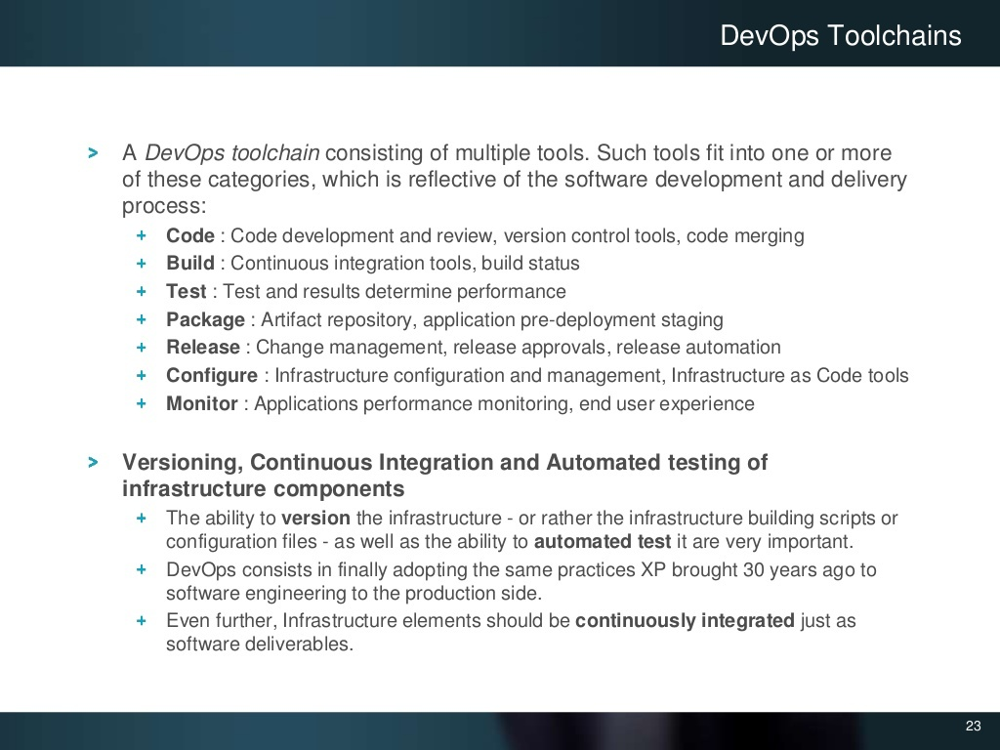 DevOps Toolchains
> A DevOps toolchain consisting of multiple tools. Such tools fit into one or more
of these categories, which is reflective of the software development and delivery
process:
+ Code : Code development and review, version control tools, code merging
+ Build : Continuous integration tools, build status
+ Test : Test and results determine performance
+ Package : Artifact repository, application pre-deployment staging
+ Release : Change management, release approvals, release automation
+ Configure : Infrastructure configuration and management, Infrastructure as Code tools
+ Monitor : Applications performance monitoring, end user experience
> Versioning, Continuous Integration and Automated testing of
infrastructure components
+ The ability to version the infrastructure - or rather the infrastructure building scripts or
configuration files - as well as the ability to automated test it are very important.
+ DevOps consists in finally adopting the same practices XP brought 30 years ago to
software engineering to the production side.
+ Even further, Infrastructure elements should be continuously integrated just as
software deliverables.
23